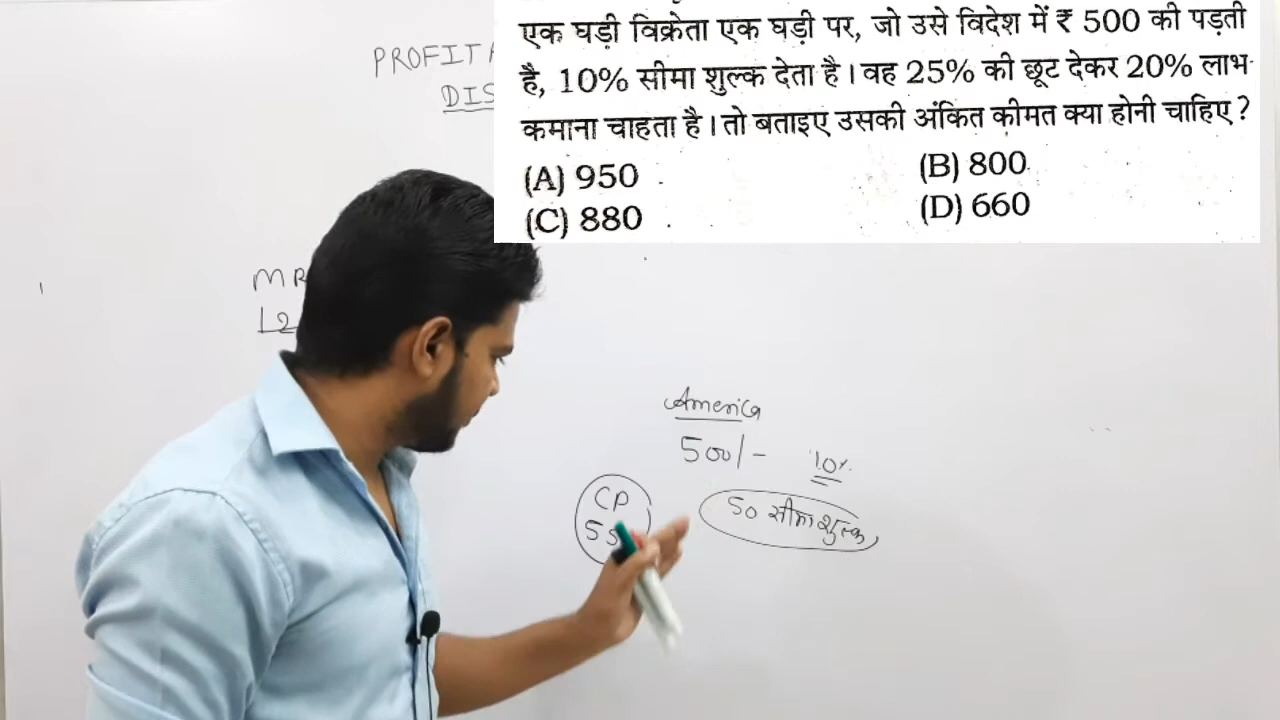 PROFIT
DIS
एक घड़ी विक्रेता एक घड़ी पर, जो उसे विदेश में ₹ 500 की पड़ती
है, 10% सीमा शुल्क देता है। वह 25% की छूट देकर 20% लाभ
कमाना चाहता है। तो बताइए उसकी अंकित कीमत क्या होनी चाहिए ?
(A) 950 (B) 800
(C) 880 (D) 660
America
500/-
10%
CP
50 सीमा शुल्क